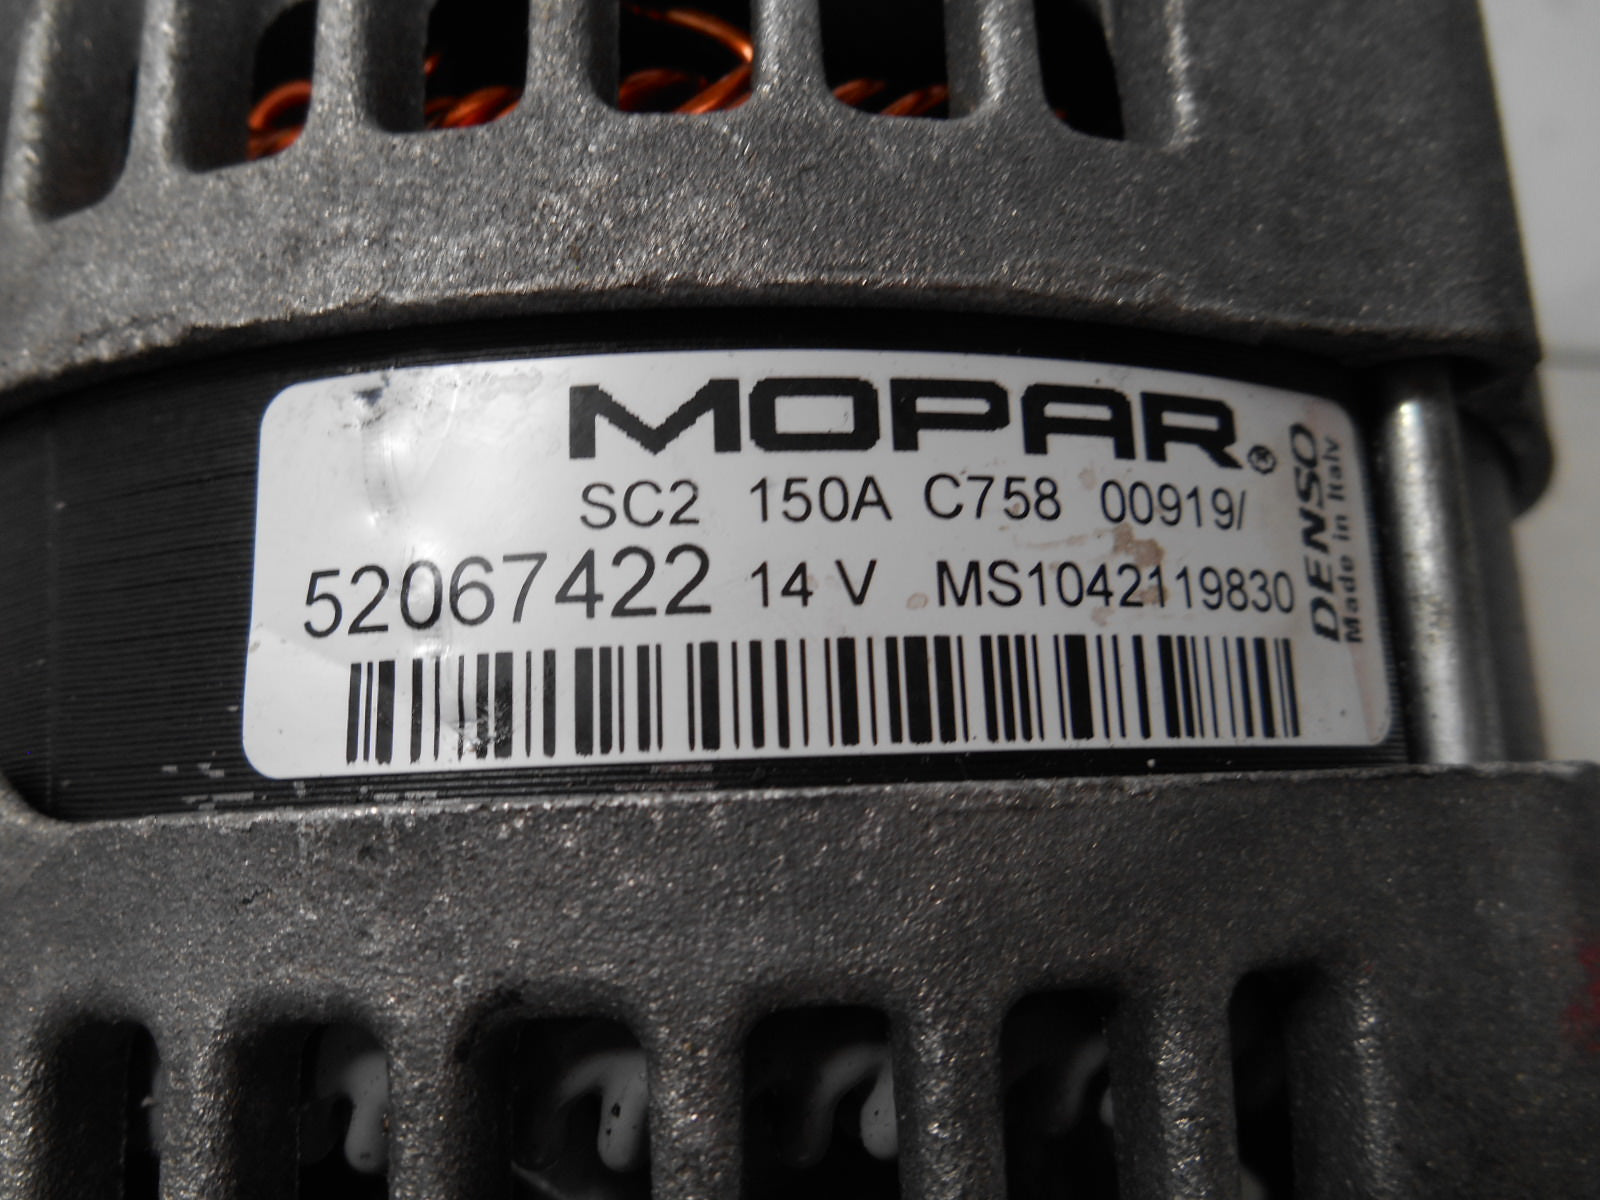 MOPAR®
SC2 150A C758 00919/
52067422 14 V MS1042119830
DENSO
Made in Italy